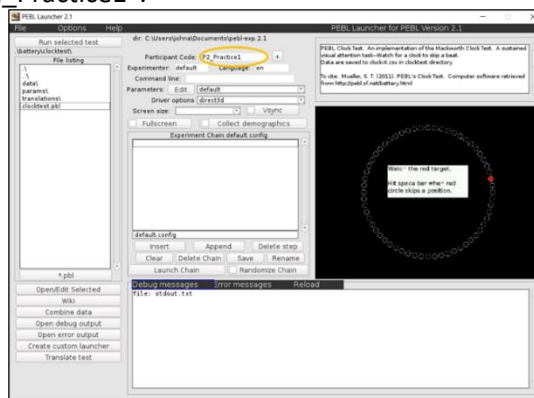 _Practice1".
PEBL Launcher 2.1
File Options Help PEBL Launcher for PEBL Version 2.1
Run selected test
\battery\clocktest\
File listing
.\
..\
data\
params\
translations\
clocktest.pbl
*.pbl
Open/Edit Selected
Wiki
Combine data
Open debug output
Open error output
Create custom launcher
Translate test
dir: C:\Users\johna\Documents\pebl-exp.2.1
Participant Code: P2_Practice1 +
Experimenter: default Language: en
Command line:
Parameters: Edit default
Driver options direct3d
Screen size: Vsync
Fullscreen Collect demographics
Experiment Chain default.config
default.config
Insert Append Delete step
Clear Delete Chain Save Rename
Launch Chain Randomize Chain
PEBL Clock Test. An implementation of the Mackworth Clock Test. A sustained
visual attention task--Watch for a clock to skip a beat.
Data are saved to clock-X.csv in clocktest directory.
To cite: Mueller, S. T. (2011). PEBL's Clock Test. Computer software retrieved
from http://pebl.sf.net/battery.html
Watch the red target.
Hit space bar when red
circle skips a position.
Debug messages Error messages Reload
file: stdout.txt